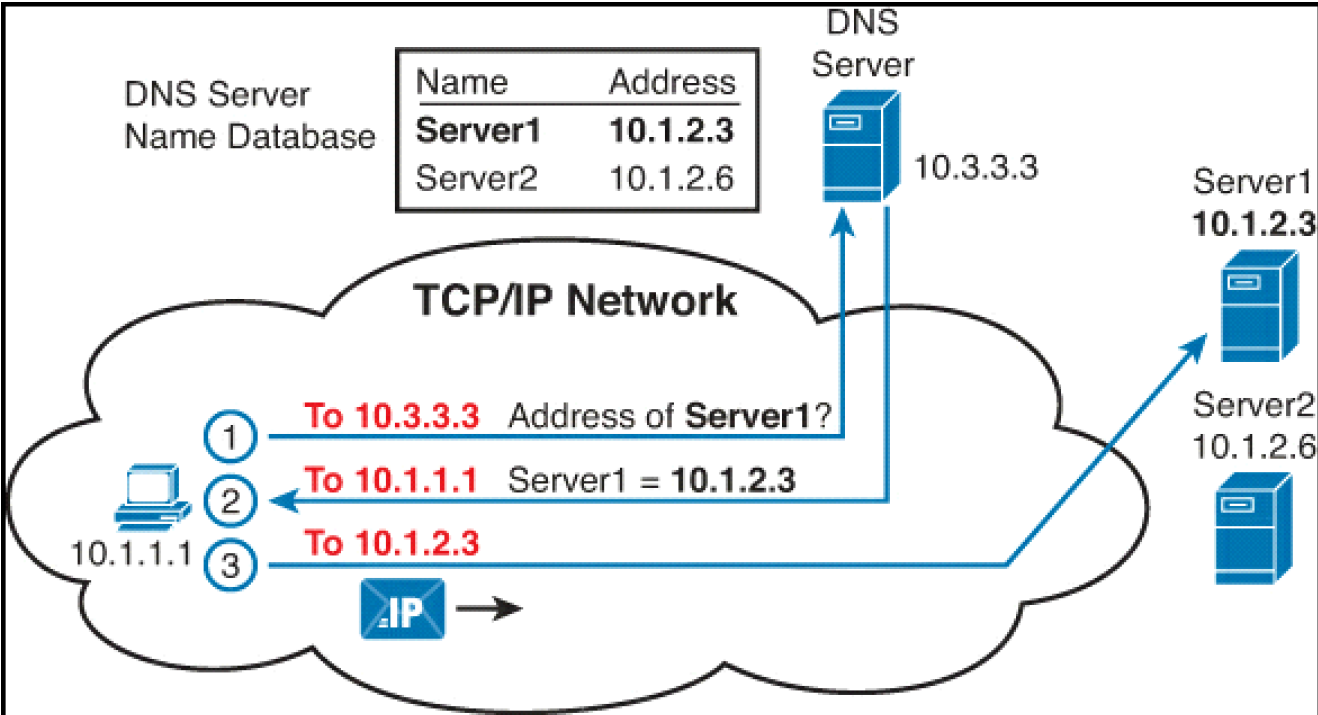 DNS Server
Name Database
Name Address
Server1 10.1.2.3
Server2 10.1.2.6
DNS
Server
10.3.3.3
Server1
10.1.2.3
Server2
10.1.2.6
TCP/IP Network
1 To 10.3.3.3 Address of Server1?
2 To 10.1.1.1 Server1 = 10.1.2.3
10.1.1.1
3 To 10.1.2.3
IP